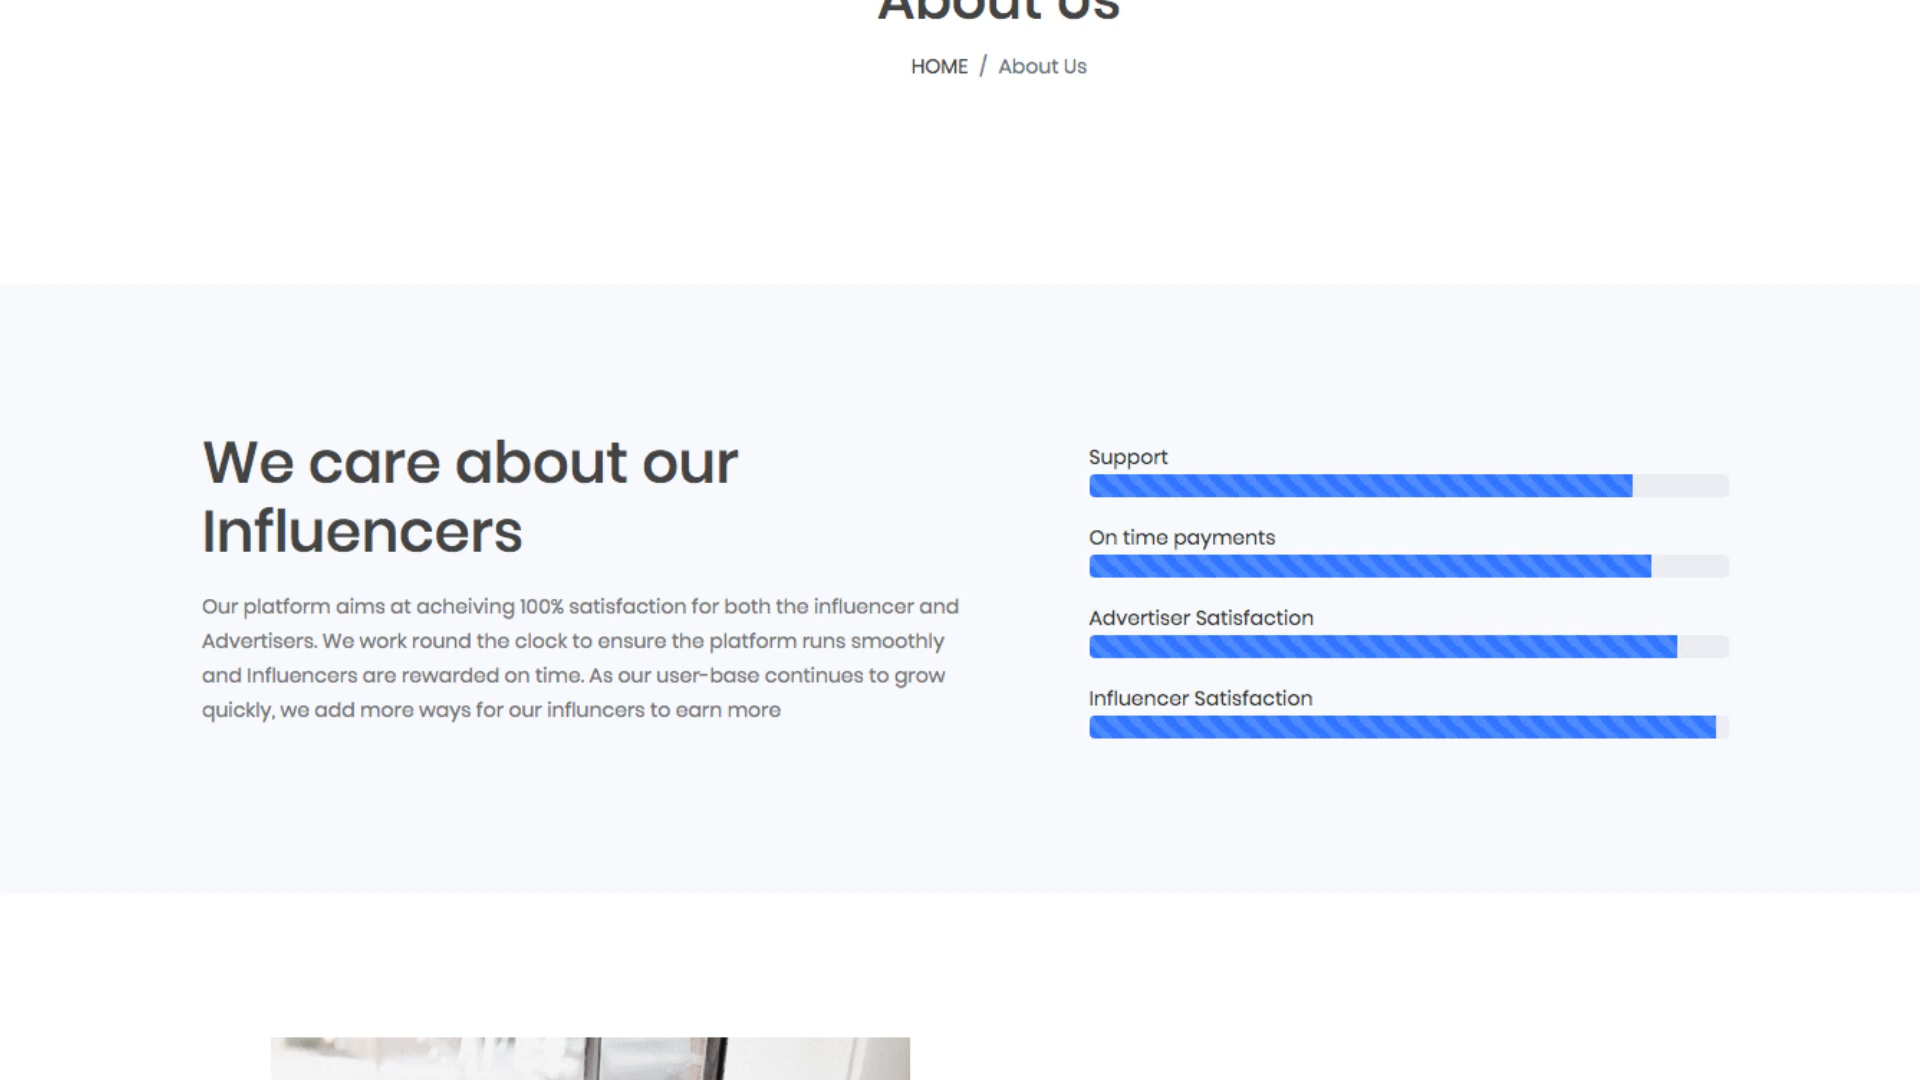 About Us
HOME / About Us
We care about our
Influencers
Our platform aims at acheiving 100% satisfaction for both the influencer and
Advertisers. We work round the clock to ensure the platform runs smoothly
and Influencers are rewarded on time. As our user-base continues to grow
quickly, we add more ways for our influncers to earn more
Support
On time payments
Advertiser Satisfaction
Influencer Satisfaction